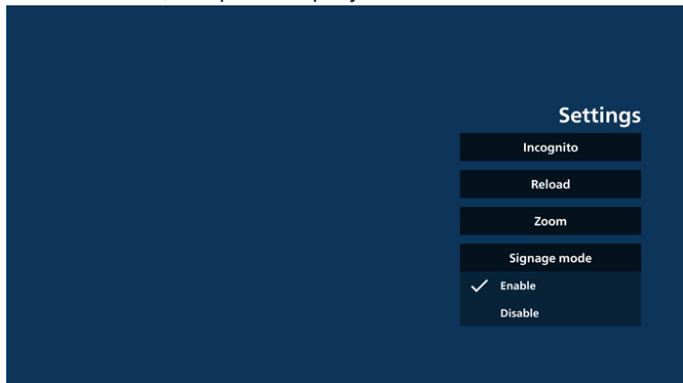 Settings
Incognito
Reload
Zoom
Signage mode
Enable
Disable